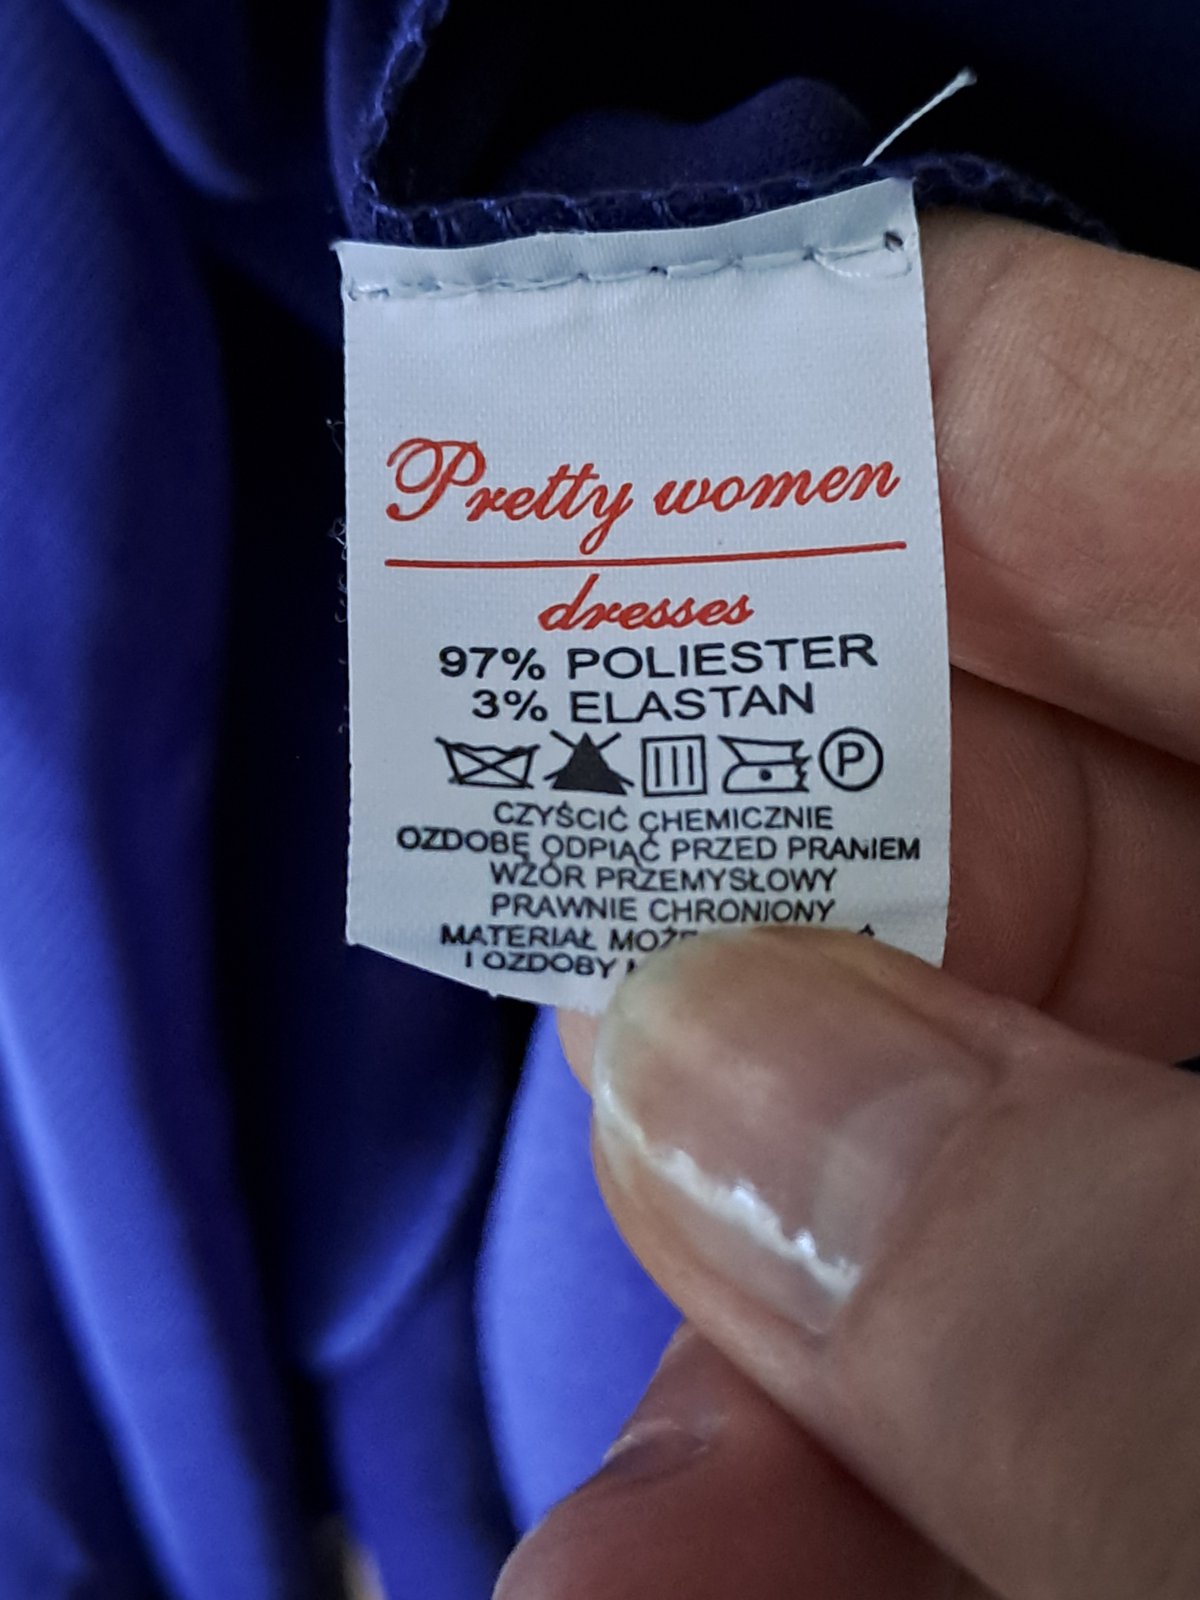 Pretty women
dresses
97% POLIESTER
3% ELASTAN
P
CZYŚCIĆ CHEMICZNIE
OZDOBĘ ODPIĄĆ PRZED PRANIEM
WZÓR PRZEMYSŁOWY
PRAWNIE CHRONIONY
MATERIAŁ
I OZDOBY